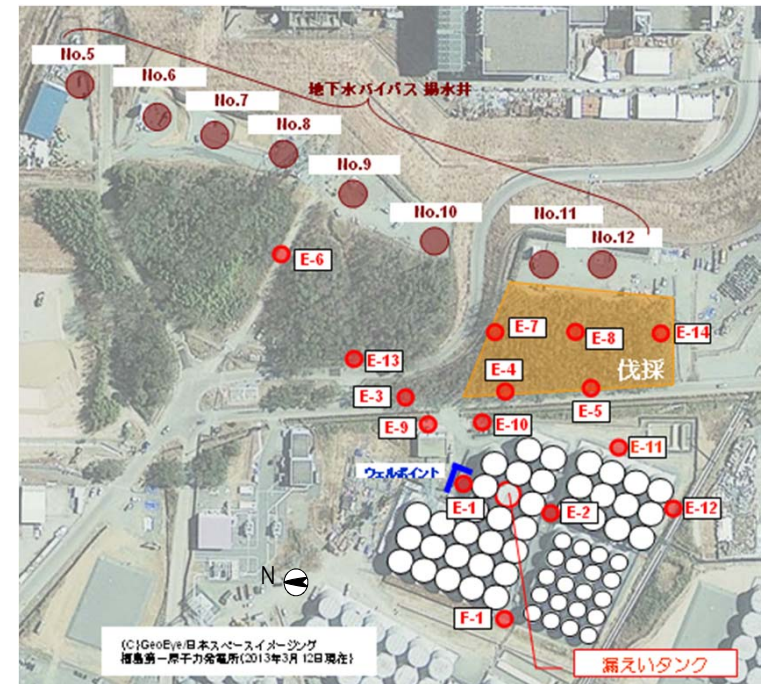 No.5
No.6
No.7
地下水バイパス 揚水井
No.8
No.9
No.10
No.11
No.12
E-6
E-7
E-8
E-14
E-13
伐採
E-4
E-3
E-5
E-9
E-10
E-11
ウェルポイント
E-1
E-2
E-12
N
F-1
(C)GeoEye/日本スペースイメージング
福島第一原子力発電所(2013年3月12日現在)
漏えいタンク